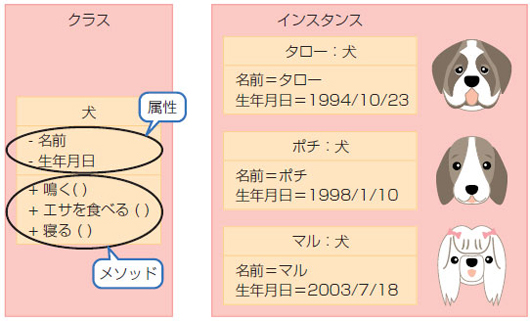 クラス
犬
- 名前
- 生年月日
+ 鳴く( )
+ エサを食べる ( )
+ 寝る ( )
属性
メソッド
インスタンス
タロー：犬
名前＝タロー
生年月日＝1994/10/23
ポチ：犬
名前＝ポチ
生年月日＝1998/1/10
マル：犬
名前＝マル
生年月日＝2003/7/18